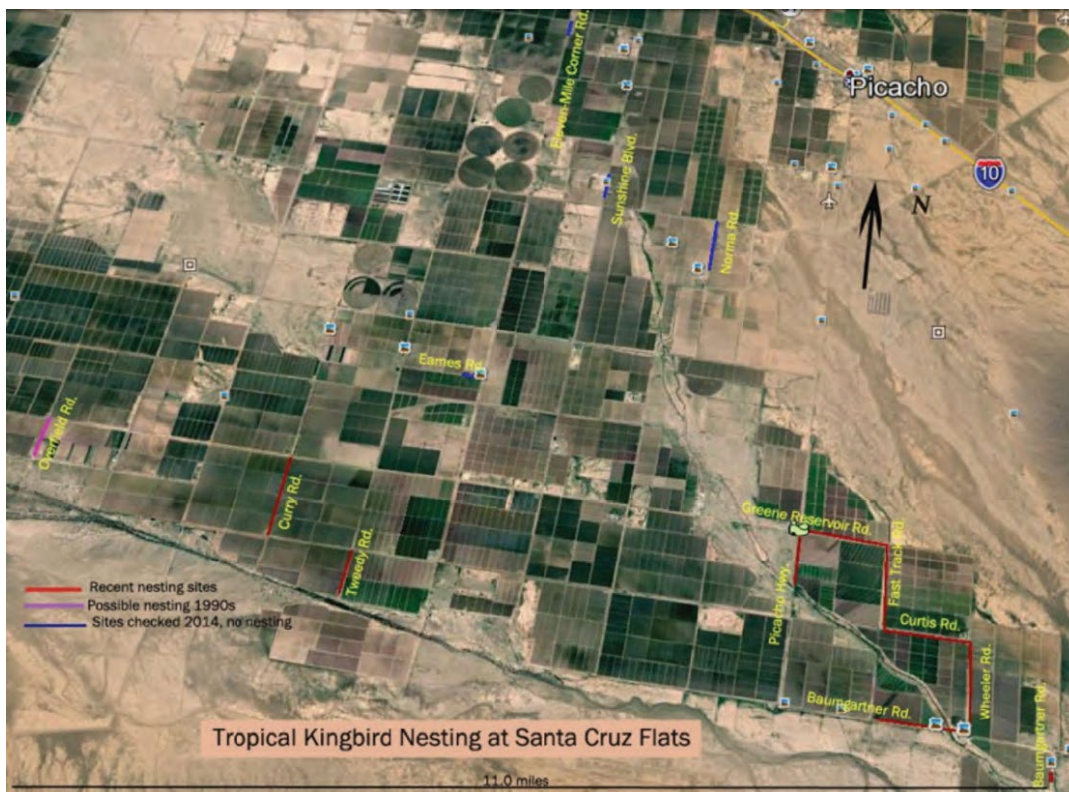 Picacho
10
N
Eleven Mile Corner Rd.
Sunshine Blvd.
Norma Rd.
Eames Rd.
Overfield Rd.
Curry Rd.
Tweedy Rd.
Greene Reservoir Rd.
Fast Track Rd.
Picacho Hwy.
Curtis Rd.
Wheeler Rd.
Baumgartner Rd.
Baumgartner Rd.
Recent nesting sites
Possible nesting 1990s
Sites checked 2014, no nesting
Tropical Kingbird Nesting at Santa Cruz Flats
11.0 miles